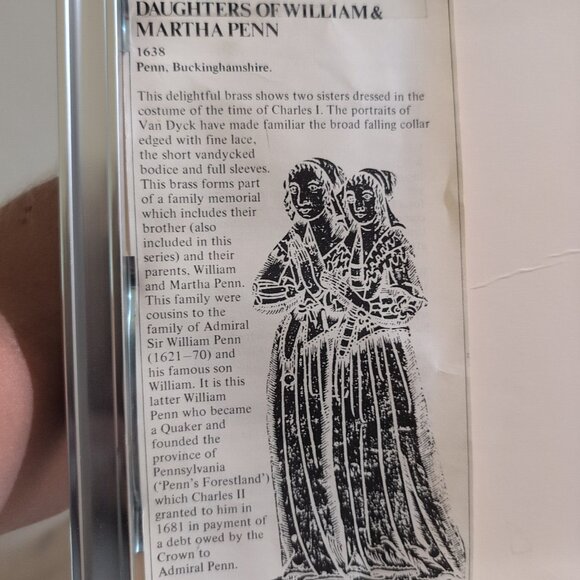 DAUGHTERS OF WILLIAM &
MARTHA PENN
1638
Penn, Buckinghamshire.
This delightful brass shows two sisters dressed in the
costume of the time of Charles I. The portraits of
Van Dyck have made familiar the broad falling collar
edged with fine lace,
the short vandycked
bodice and full sleeves.
This brass forms part
of a family memorial
which includes their
brother (also
included in this
series) and their
parents, William
and Martha Penn.
This family were
cousins to the
family of Admiral
Sir William Penn
(1621–70) and
his famous son
William. It is this
latter William
Penn who became
a Quaker and
founded the
province of
Pennsylvania
('Penn's Forestland')
which Charles II
granted to him in
1681 in payment of
a debt owed by the
Crown to
Admiral Penn.